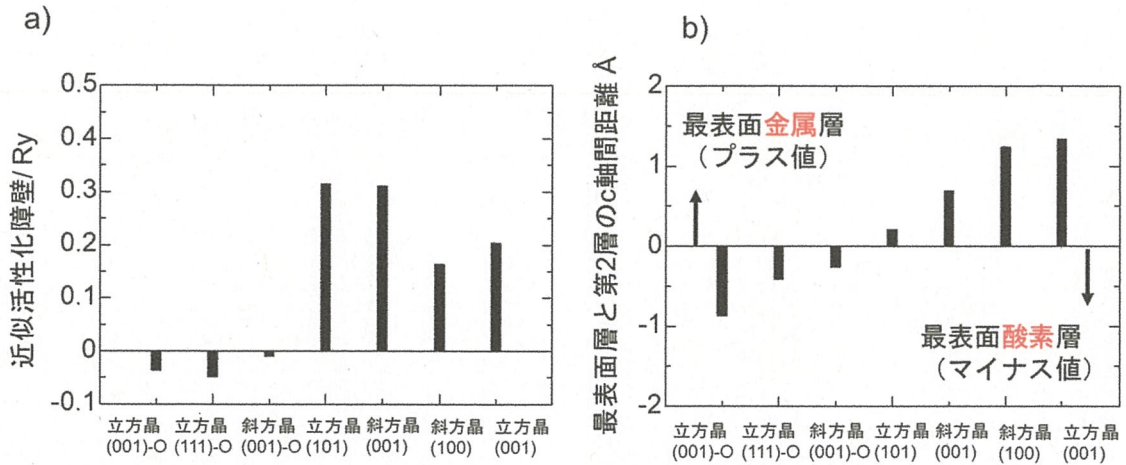 a)
近似活性化障壁/ Ry
0.5
0.4
0.3
0.2
0.1
0
-0.1
立方晶
(001)-O
立方晶
(111)-O
斜方晶
(001)-O
立方晶
(101)
斜方晶
(001)
斜方晶
(100)
立方晶
(001)
b)
最表面層と第2層のc軸間距離 Å
2
1
0
-1
-2
最表面金属層
（プラス値）
最表面酸素層
（マイナス値）
立方晶
(001)-O
立方晶
(111)-O
斜方晶
(001)-O
立方晶
(101)
斜方晶
(001)
斜方晶
(100)
立方晶
(001)